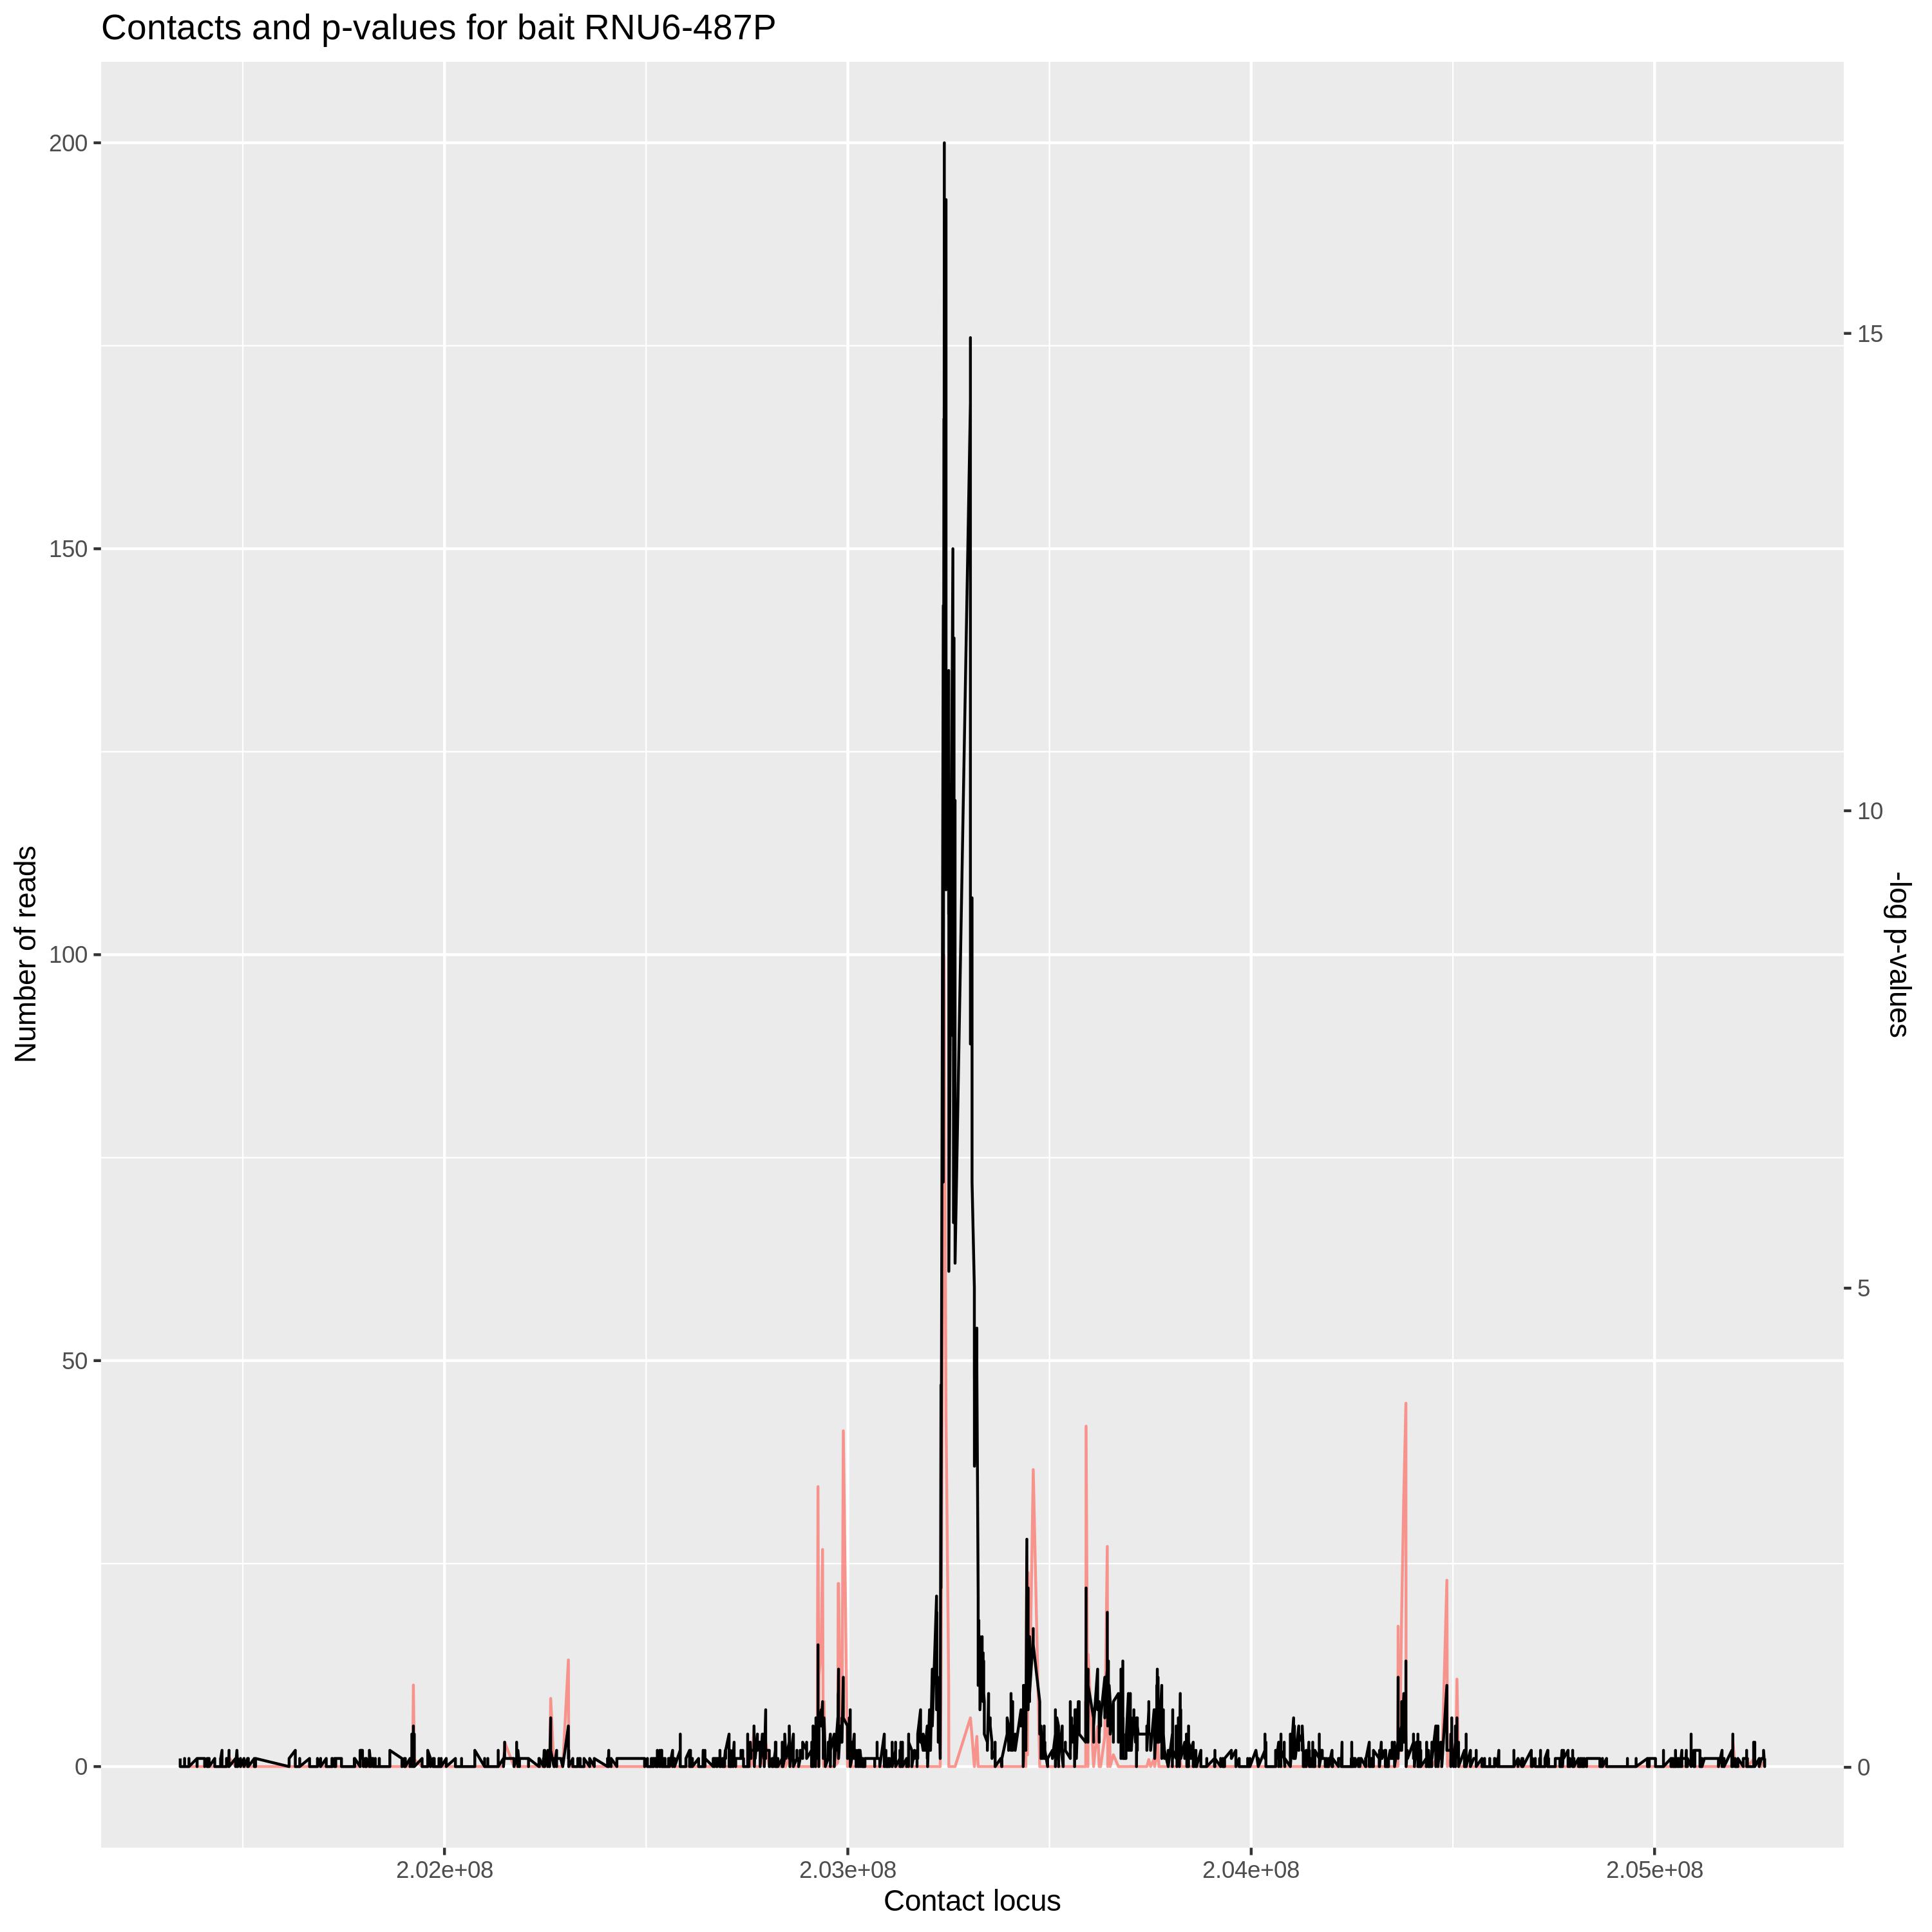 Contacts and p-values for bait RNU6-487P
200
150
100
50
0
15
10
5
0
Number of reads
-log p-values
2.02e+08
2.03e+08
2.04e+08
2.05e+08
Contact locus